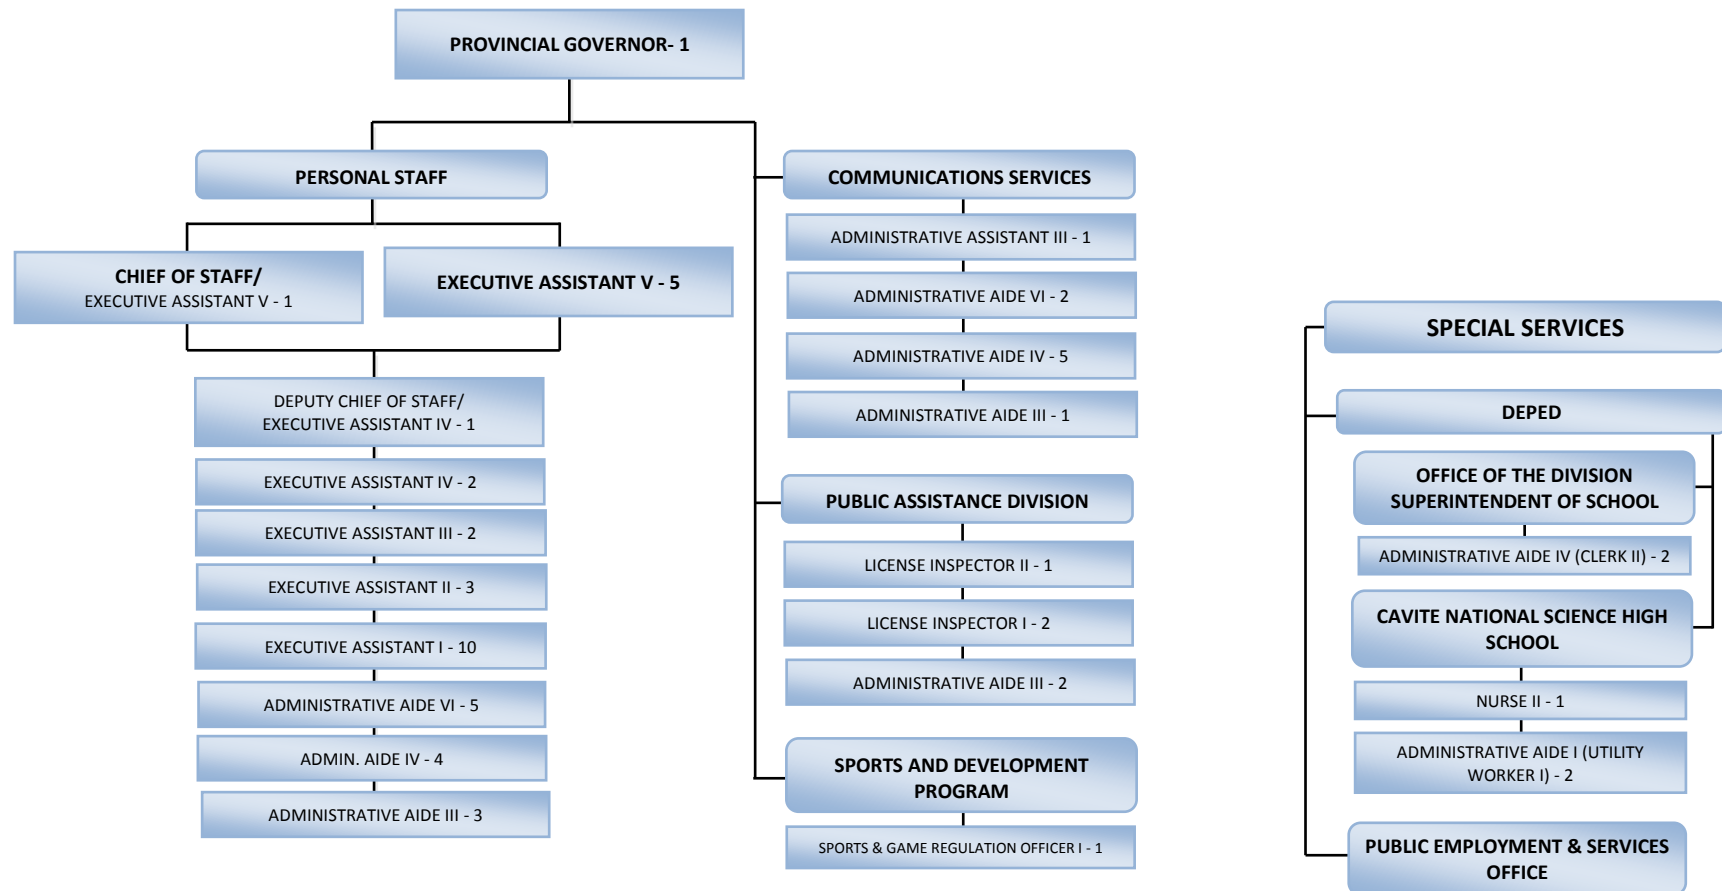 PROVINCIAL GOVERNOR- 1
PERSONAL STAFF
CHIEF OF STAFF/
EXECUTIVE ASSISTANT V - 1
EXECUTIVE ASSISTANT V - 5
DEPUTY CHIEF OF STAFF/
EXECUTIVE ASSISTANT IV - 1
EXECUTIVE ASSISTANT IV - 2
EXECUTIVE ASSISTANT III - 2
EXECUTIVE ASSISTANT II - 3
EXECUTIVE ASSISTANT I - 10
ADMINISTRATIVE AIDE VI - 5
ADMIN. AIDE IV - 4
ADMINISTRATIVE AIDE III - 3
COMMUNICATIONS SERVICES
ADMINISTRATIVE ASSISTANT III - 1
ADMINISTRATIVE AIDE VI - 2
ADMINISTRATIVE AIDE IV - 5
ADMINISTRATIVE AIDE III - 1
PUBLIC ASSISTANCE DIVISION
LICENSE INSPECTOR II - 1
LICENSE INSPECTOR I - 2
ADMINISTRATIVE AIDE III - 2
SPORTS AND DEVELOPMENT
PROGRAM
SPORTS & GAME REGULATION OFFICER I - 1
SPECIAL SERVICES
DEPED
OFFICE OF THE DIVISION
SUPERINTENDENT OF SCHOOL
ADMINISTRATIVE AIDE IV (CLERK II) - 2
CAVITE NATIONAL SCIENCE HIGH
SCHOOL
NURSE II - 1
ADMINISTRATIVE AIDE I (UTILITY
WORKER I) - 2
PUBLIC EMPLOYMENT & SERVICES
OFFICE